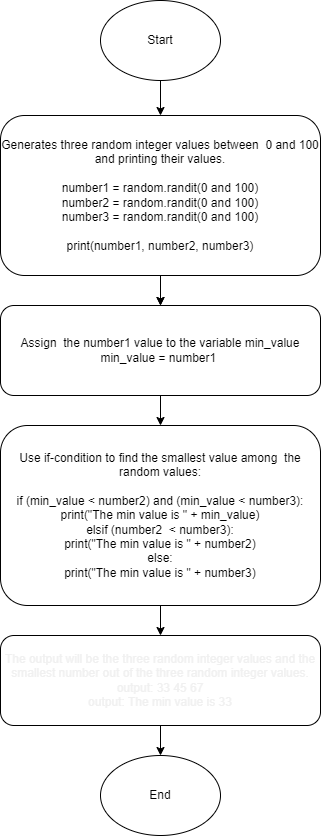 Start
Generates three random integer values between  0 and 100
and printing their values.
number1 = random.randit(0 and 100)
number2 = random.randit(0 and 100)
number3 = random.randit(0 and 100)
print(number1, number2, number3)
Assign  the number1 value to the variable min_value
min_value = number1
Use if-condition to find the smallest value among  the
random values:
if (min_value < number2) and (min_value < number3):
print("The min value is " + min_value)
elsif (number2  < number3):
print("The min value is " + number2)
else:
print("The min value is " + number3)
The output will be the three random integer values and the
smallest number out of the three random integer values.
output: 33 45 67
output: The min value is 33
End